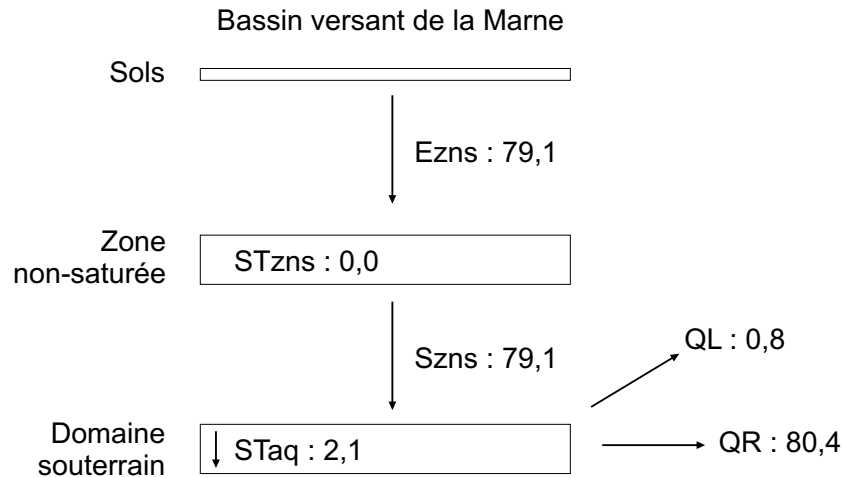 Bassin versant de la Marne
Sols
Ezns : 79,1
Zone
non-saturée
STzns : 0,0
Szns : 79,1
QL : 0,8
Domaine
souterrain
STaq : 2,1
QR : 80,4